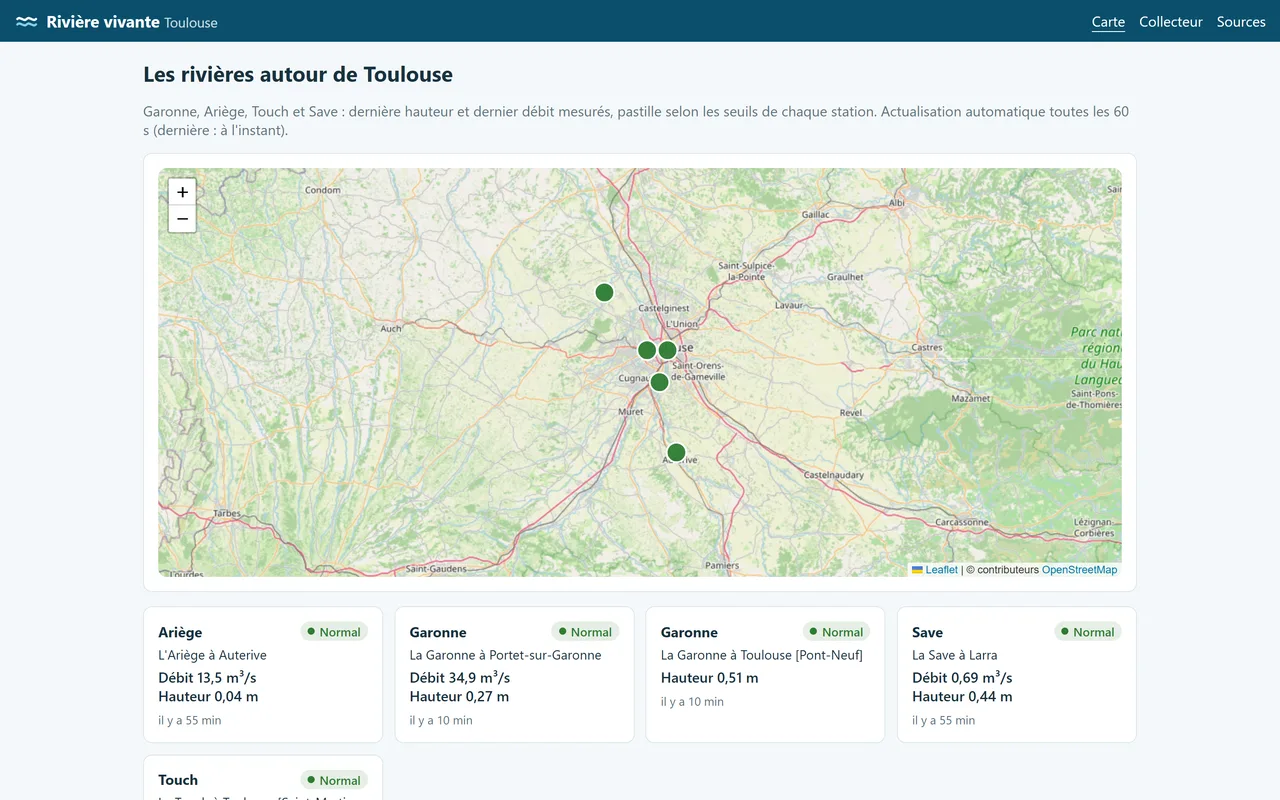 Rivière vivante Toulouse
Carte Collecteur Sources
Les rivières autour de Toulouse
Garonne, Ariège, Touch et Save : dernière hauteur et dernier débit mesurés, pastille selon les seuils de chaque station. Actualisation automatique toutes les 60
s (dernière : à l'instant).
+
−
Condom
Albi
Gaillac
Saint-Sulpice-
la-Pointe
Graulhet
Castelginest
Lavaur
L'Union
Auch
Castres
Parc nat
région
du Hau
Langued
Saint-Orens-
de-Gameville
Cugnau
Saint-Pons-
de-Thomières
Mazamet
Muret
Revel
Castelnaudary
Tarbes
Carcassonne
Lézignan-
Corbières
Saint-Gaudens
Pamiers
Lourdes
Leaflet | © contributeurs OpenStreetMap
Ariège
Normal
L'Ariège à Auterive
Débit 13,5 m³/s
Hauteur 0,04 m
il y a 55 min
Garonne
Normal
La Garonne à Portet-sur-Garonne
Débit 34,9 m³/s
Hauteur 0,27 m
il y a 10 min
Garonne
Normal
La Garonne à Toulouse [Pont-Neuf]
Hauteur 0,51 m
il y a 10 min
Save
Normal
La Save à Larra
Débit 0,69 m³/s
Hauteur 0,44 m
il y a 55 min
Touch
Normal